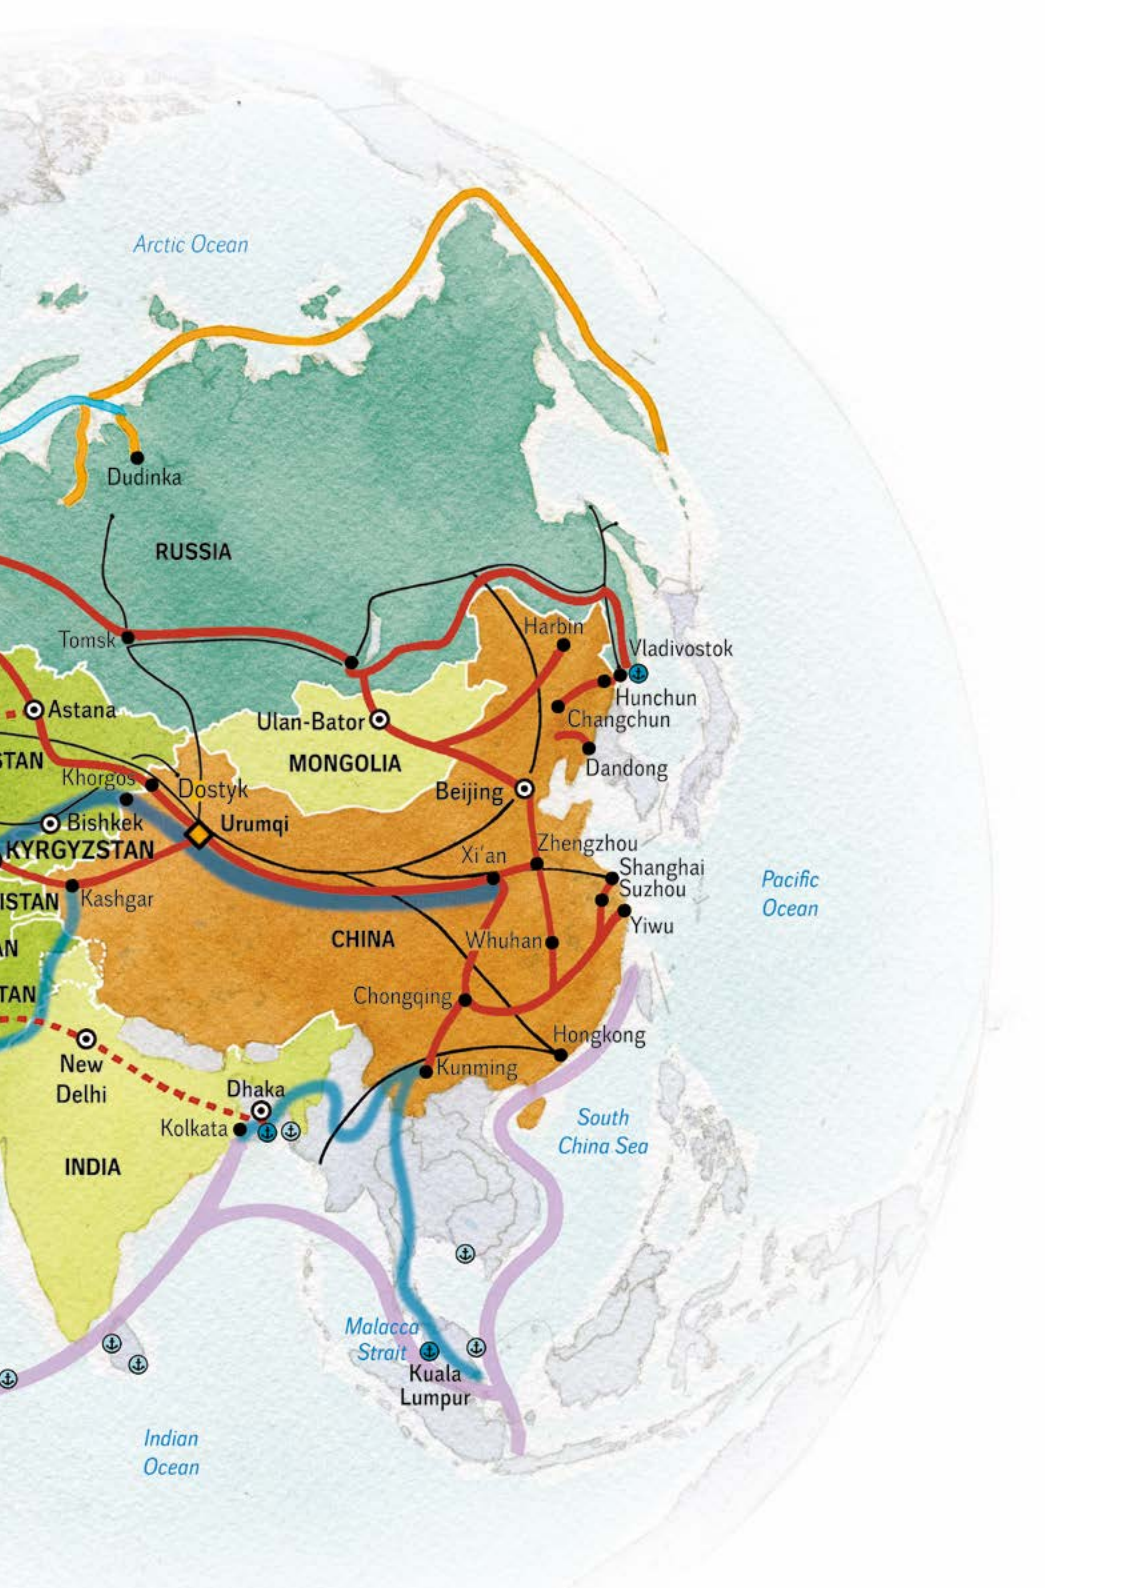 Arctic Ocean
Dudinka
RUSSIA
Tomsk
Harbin
Vladivostok
Hunchun
Changchun
Astana
Ulan-Bator
MONGOLIA
STAN
Khorgos
Dostyk
Dandong
Beijing
Bishkek
Urumqi
KYRGYZSTAN
Zhengzhou
Xi'an
Shanghai
Suzhou
Pacific
Ocean
ISTAN
Kashgar
Yiwu
CHINA
Whuhan
AN
TAN
Chongqing
Hongkong
New
Delhi
Kunming
Dhaka
Kolkata
South
China Sea
INDIA
Malacca
Strait
Kuala
Lumpur
Indian
Ocean